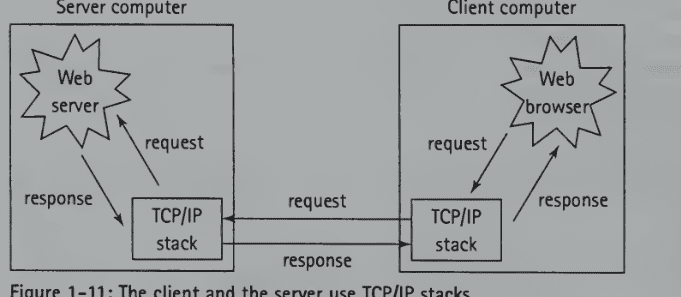 Server computer
Client computer
Web
server
Web
browser
request
request
response
response
TCP/IP
stack
request
TCP/IP
stack
response
Figure 1-11: The client and the server use TCP/IP stacks